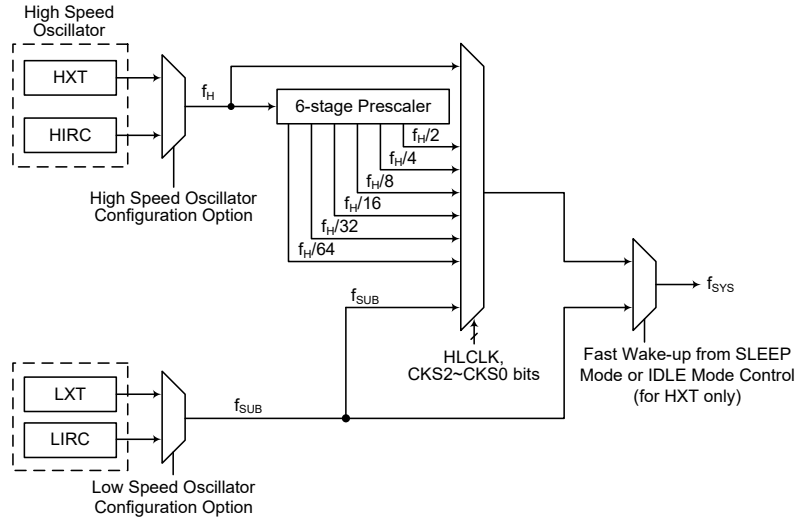 High Speed
Oscillator
HXT
HIRC
High Speed Oscillator
Configuration Option
fH
6-stage Prescaler
fH/2
fH/4
fH/8
fH/16
fH/32
fH/64
fSUB
HLCLK,
CKS2~CKS0 bits
fSYS
Fast Wake-up from SLEEP
Mode or IDLE Mode Control
(for HXT only)
LXT
LIRC
fSUB
Low Speed Oscillator
Configuration Option